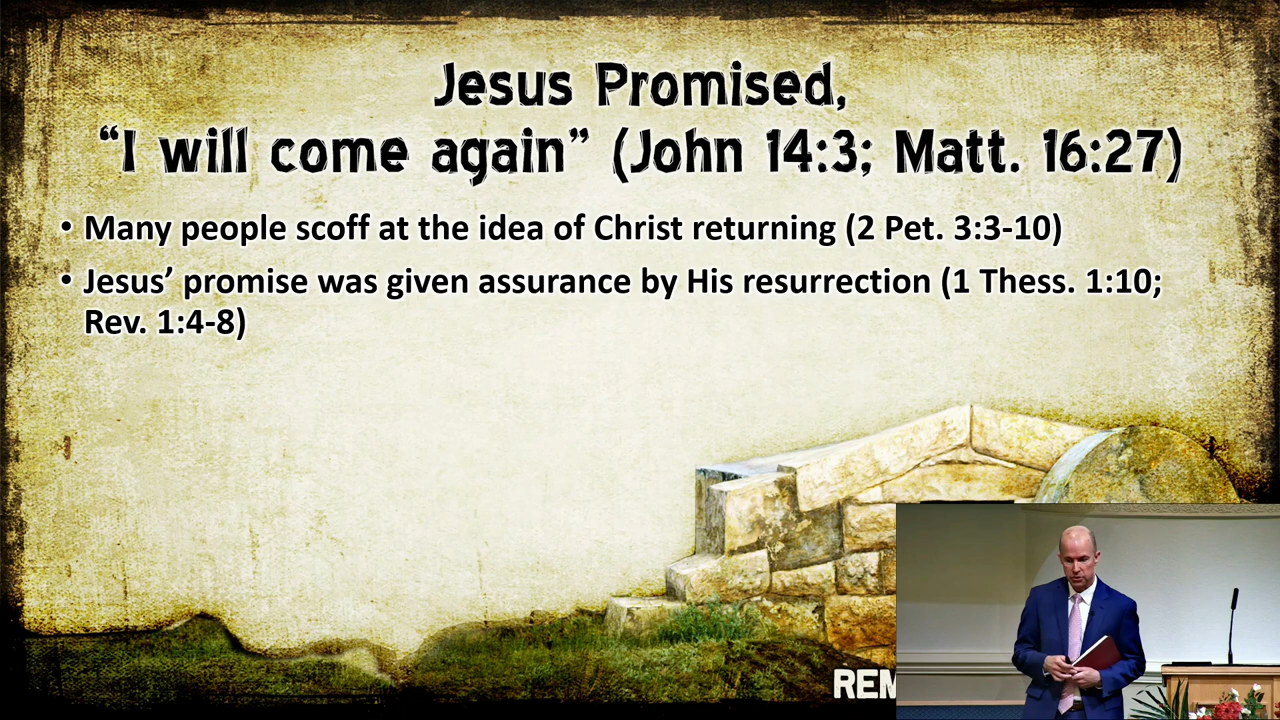 Jesus Promised,
“I will come again” (John 14:3; Matt. 16:27)
• Many people scoff at the idea of Christ returning (2 Pet. 3:3-10)
• Jesus’ promise was given assurance by His resurrection (1 Thess. 1:10;
Rev. 1:4-8)
REM